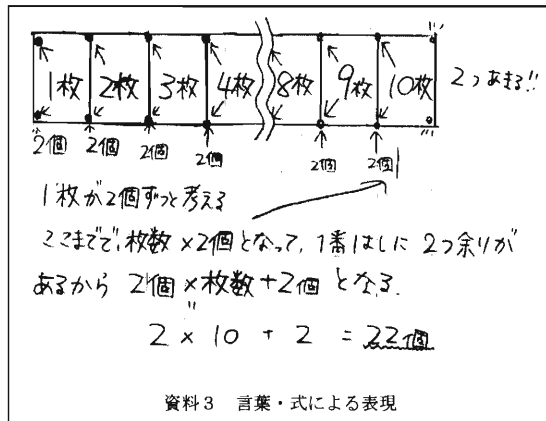 1枚 2枚 3枚 4枚 8枚 9枚 10枚 2つあまる!!
2個 2個 2個 2個 2個 2個
1枚が2個ずつと考える
ここまでで、枚数×2個となって、1番はしに2つ余りが
あるから 2個×枚数+2個 となる.
2 × 10 + 2 = 22個
資料3 言葉・式による表現